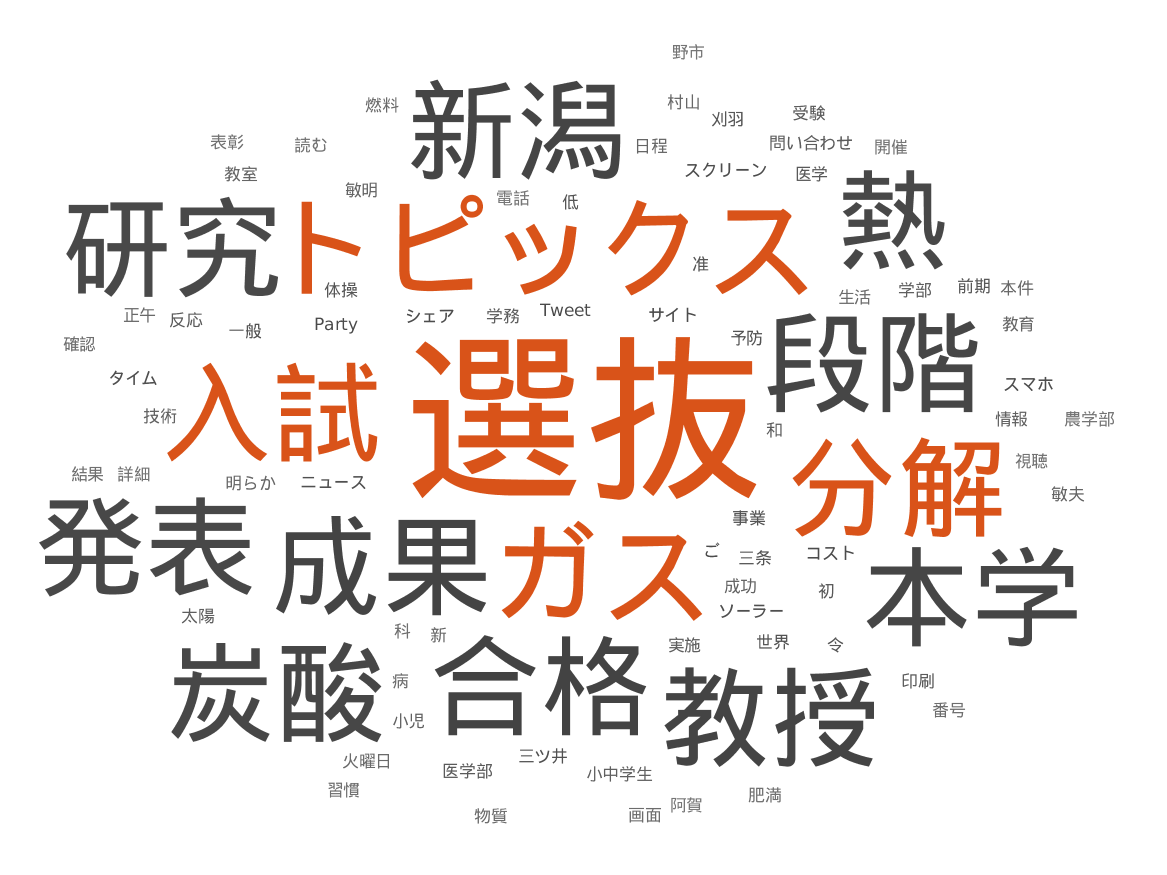 野市
燃料
新潟
村山
刈羽
受験
表彰
読む
日程
問い合わせ
開催
教室
敏明
スクリーン
医学
電話
低
熱
研究
トピックス
准
体操
生活
学部
前期
本件
正午
反応
一般
Party
シェア
学務
Tweet
サイト
教育
確認
予防
段階
タイム
入試
選抜
スマホ
技術
和
情報
農学部
結果
詳細
明らか
ニュース
分解
視聴
敏夫
発表
成果
ガス
事業
ご
三条
コスト
成功
初
本学
太陽
ソーラー
科
新
実施
世界
令
炭酸
病
合格
教授
印刷
小児
番号
火曜日
医学部
三ツ井
小中学生
習慣
肥満
物質
画面
阿賀